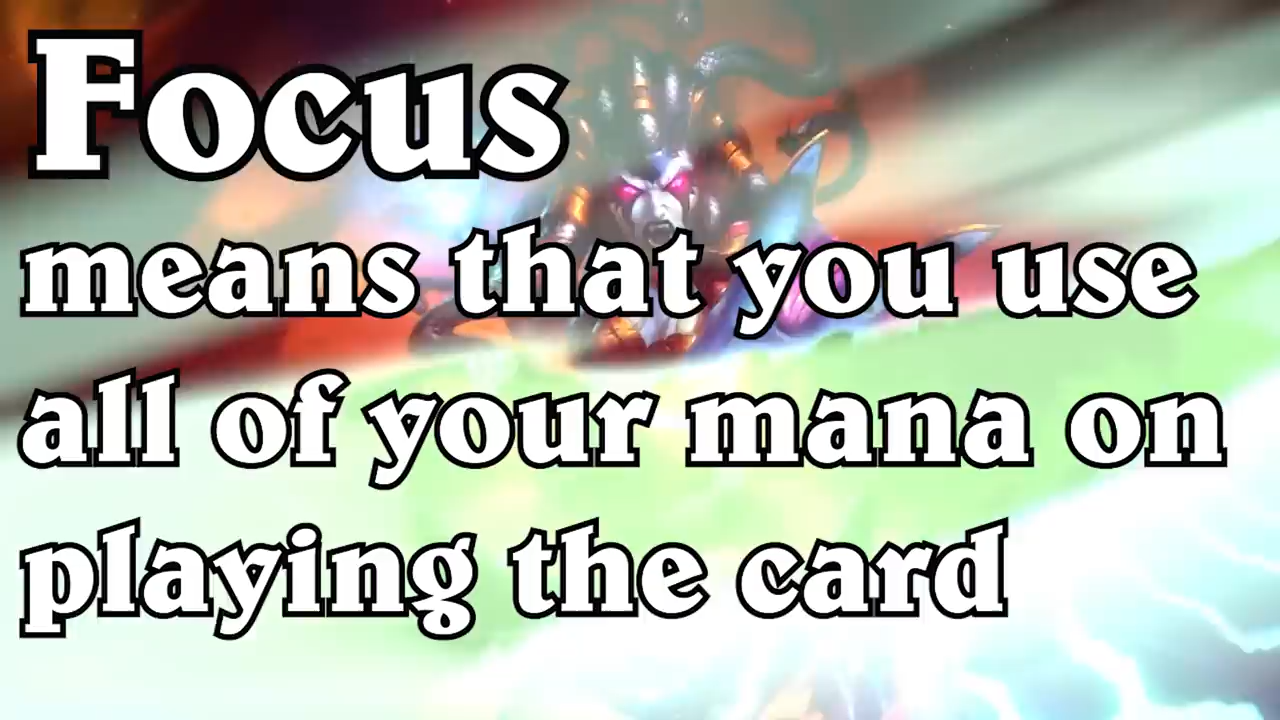 Focus
means that you use
all of your mana on
playing the card